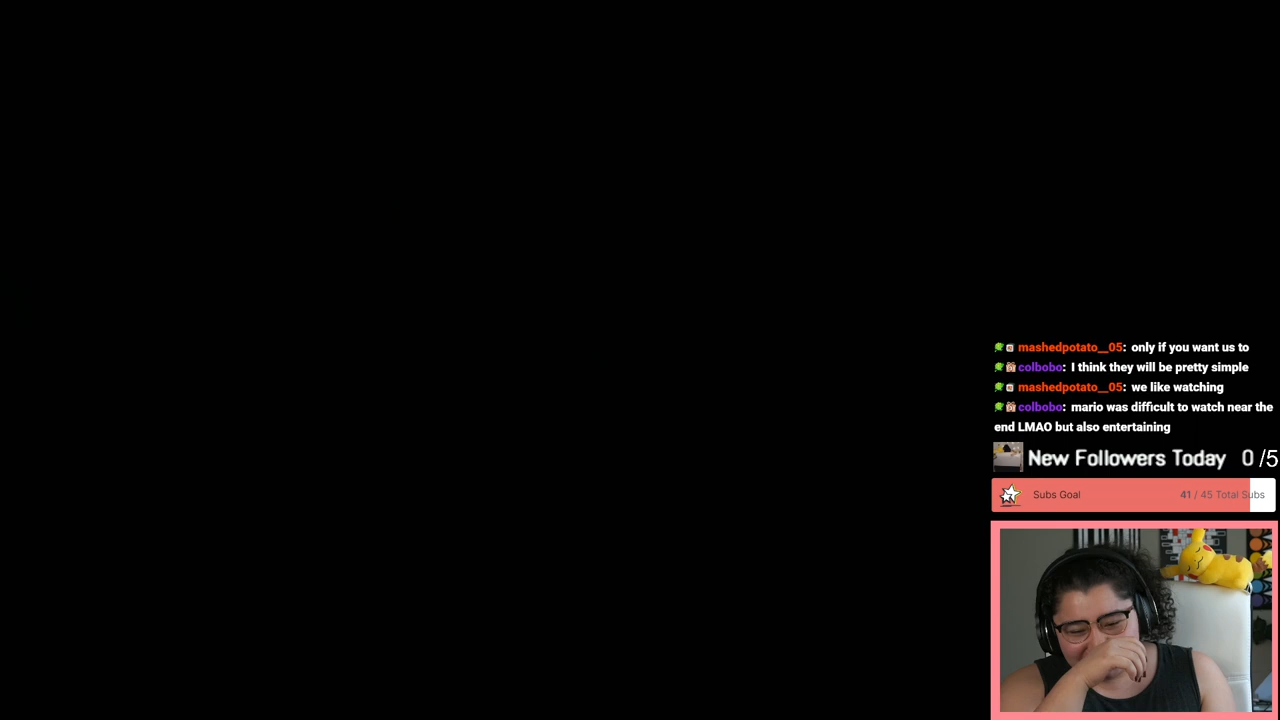 mashedpotato__05: only if you want us to
colbobo: I think they will be pretty simple
mashedpotato__05: we like watching
colbobo: mario was difficult to watch near the
end LMAO but also entertaining
New Followers Today 0 /5
Subs Goal 41 / 45 Total Subs